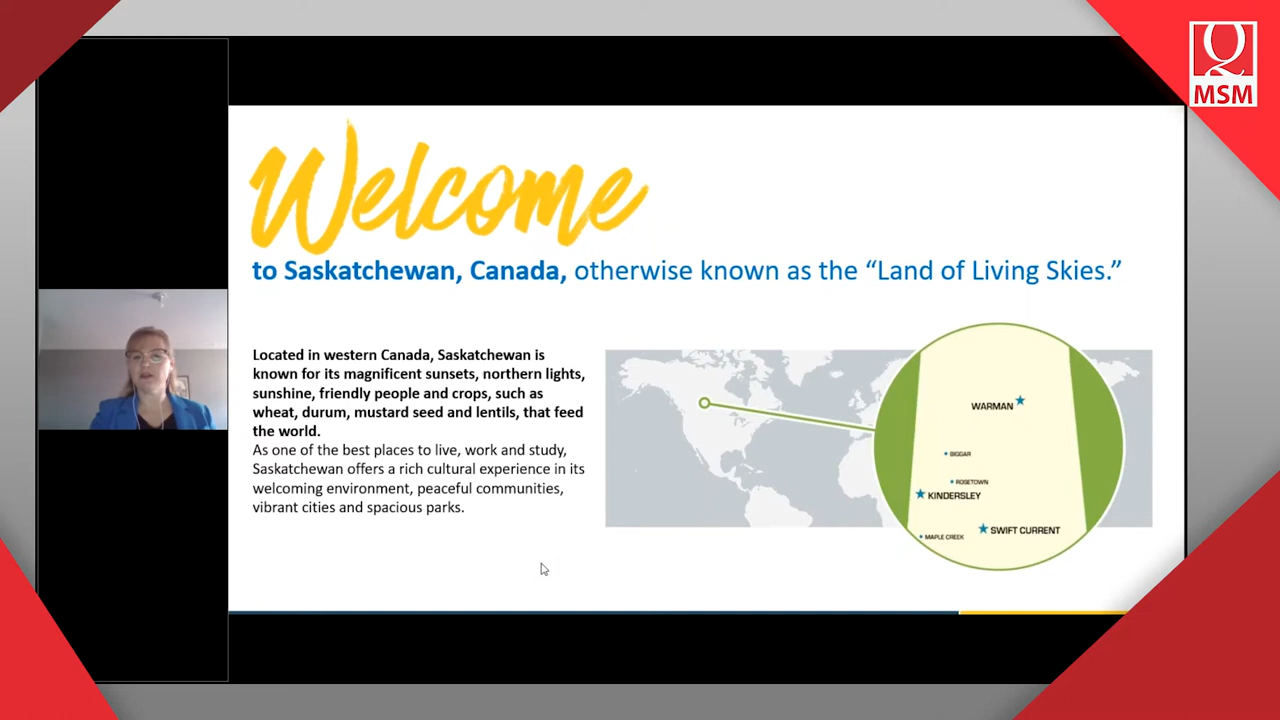 MSM
Welcome
to Saskatchewan, Canada, otherwise known as the “Land of Living Skies.”
Located in western Canada, Saskatchewan is
known for its magnificent sunsets, northern lights,
sunshine, friendly people and crops, such as
wheat, durum, mustard seed and lentils, that feed
the world.
As one of the best places to live, work and study,
Saskatchewan offers a rich cultural experience in its
welcoming environment, peaceful communities,
vibrant cities and spacious parks.
WARMAN
BIGGAR
ROSETOWN
KINDERSLEY
SWIFT CURRENT
MAPLE CREEK